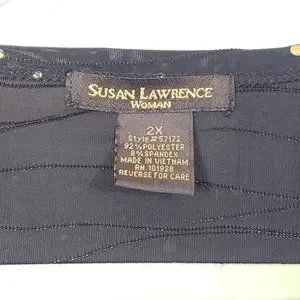 SUSAN LAWRENCE
WOMAN
2X
Style #57172
92% POLYESTER
8% SPANDEX
MADE IN VIETNAM
RN 101928
REVERSE FOR CARE